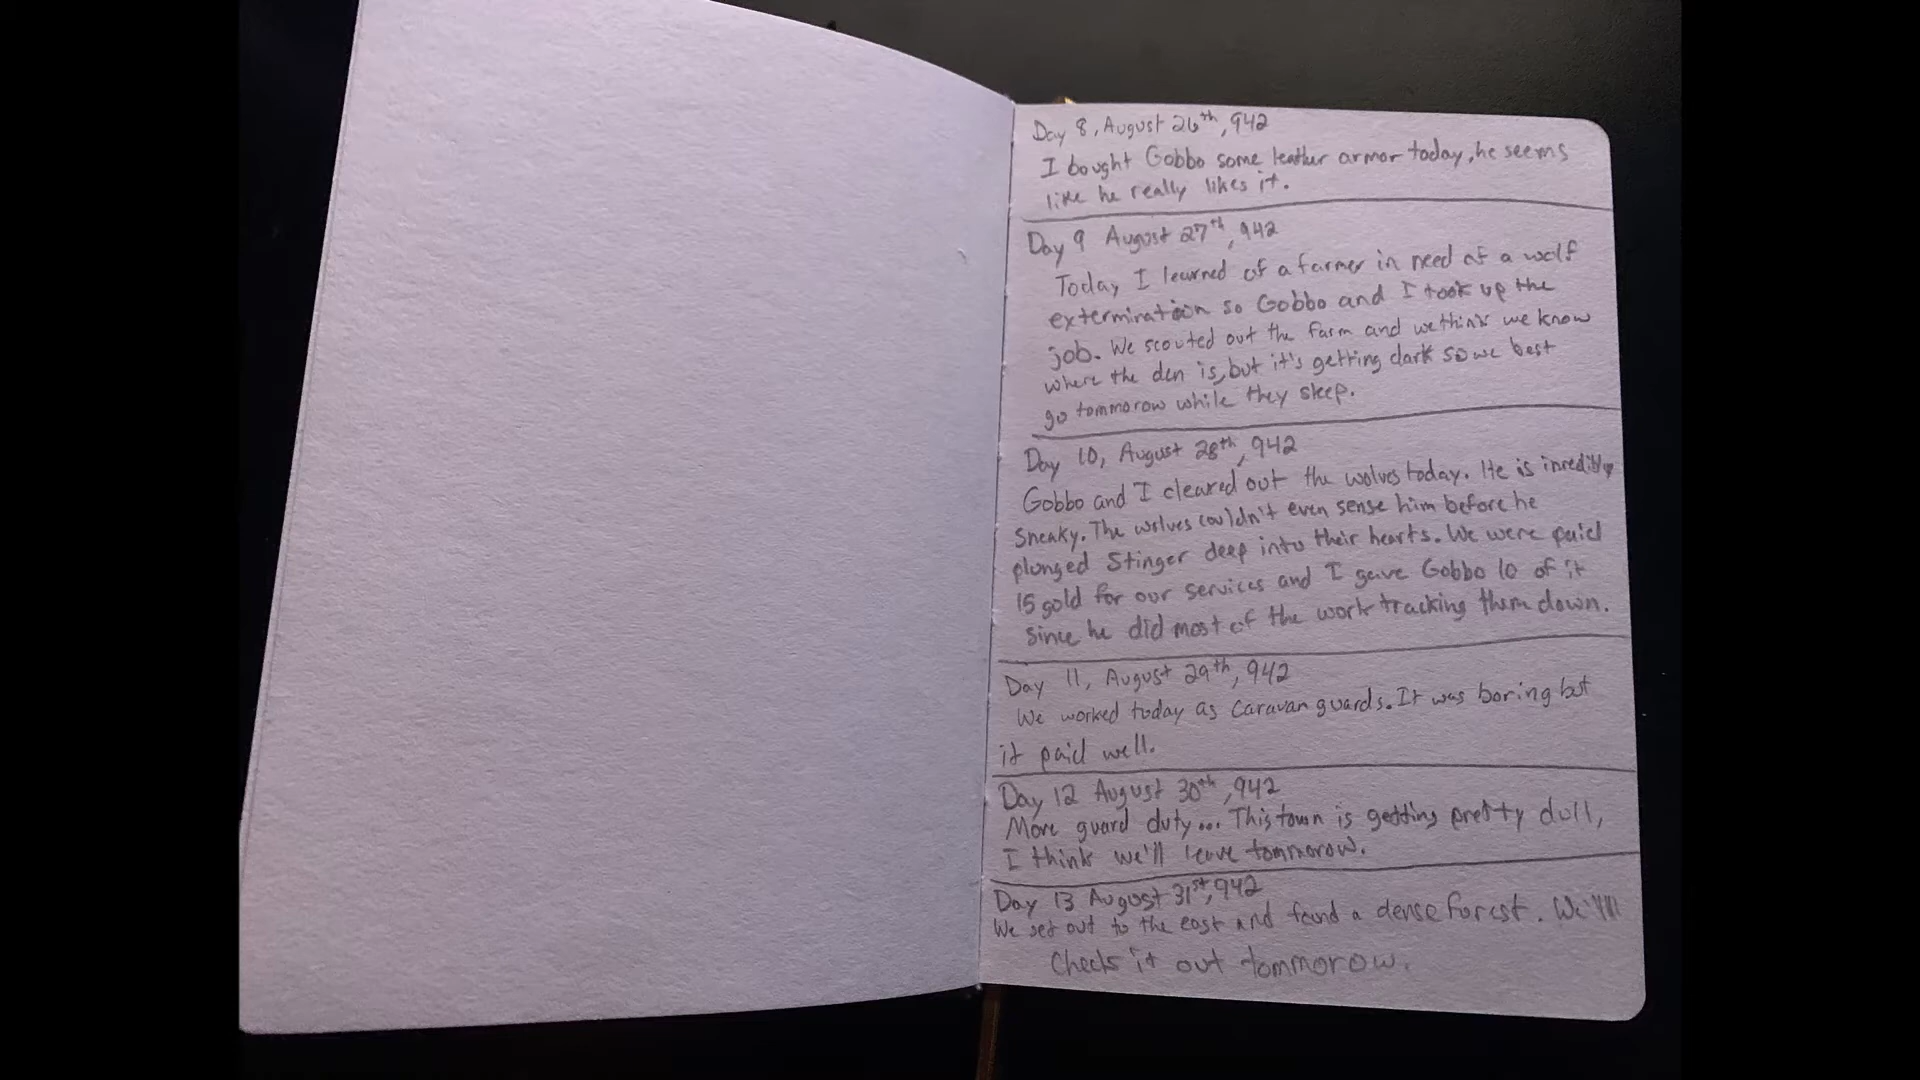 Day 8, August 26th, 942
I bought Gobbo some leather armor today, he seems
like he really likes it.
Day 9 August 27th, 942
Today I learned of a farmer in need of a wolf
extermination so Gobbo and I took up the
job. We scouted out the farm and we think we know
where the den is, but it's getting dark so we best
go tommorow while they sleep.
Day 10, August 28th, 942
Gobbo and I cleared out the wolves today. He is inredibly
sneaky. The wolves couldn't even sense him before he
plunged Stinger deep into their hearts. We were paid
15 gold for our services and I gave Gobbo 10 of it
since he did most of the work tracking them down.
Day 11, August 29th, 942
We worked today as caravan guards. It was boring but
it paid well.
Day 12 August 30th, 942
More guard duty... This town is getting pretty dull,
I think we'll leave tommorow.
Day 13 August 31st, 942
We set out to the east and found a dense forest. We'll
check it out tommorow.